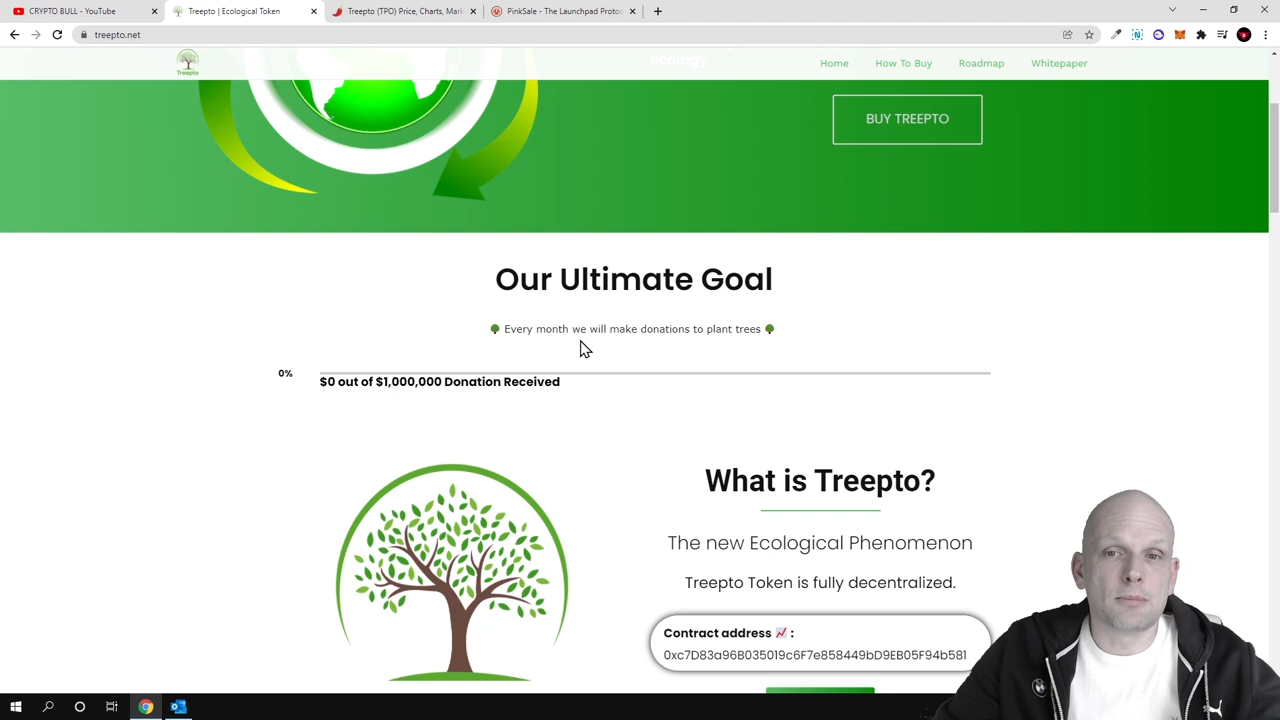 CRYPTO BULL - YouTube
Treepto | Ecological Token
Treepto (TPO) Price, Charts, Mark
PinkSale - The Launchpad Protoc
treepto.net
Treepto
ecology.
Home
How To Buy
Roadmap
Whitepaper
BUY TREEPTO
Our Ultimate Goal
Every month we will make donations to plant trees
0%
$0 out of $1,000,000 Donation Received
What is Treepto?
The new Ecological Phenomenon
Treepto Token is fully decentralized.
Contract address :
0xc7D83a96B035019c6F7e858449bD9EB05F94b581